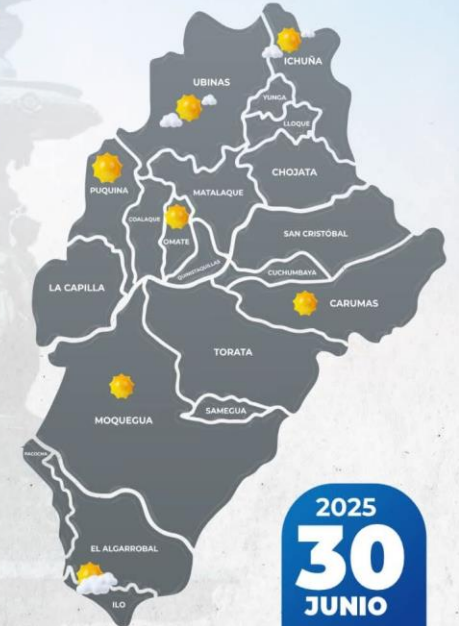 ICHUÑA
UBINAS
YUNGA
LLOQUE
CHOJATA
PUQUINA
MATALAQUE
COALAQUE
OMATE
SAN CRISTÓBAL
QUINISTAQUILLAS
CUCHUMBAYA
LA CAPILLA
CARUMAS
TORATA
SAMEGUA
MOQUEGUA
PACOCHA
EL ALGARROBAL
ILO
2025
30
JUNIO